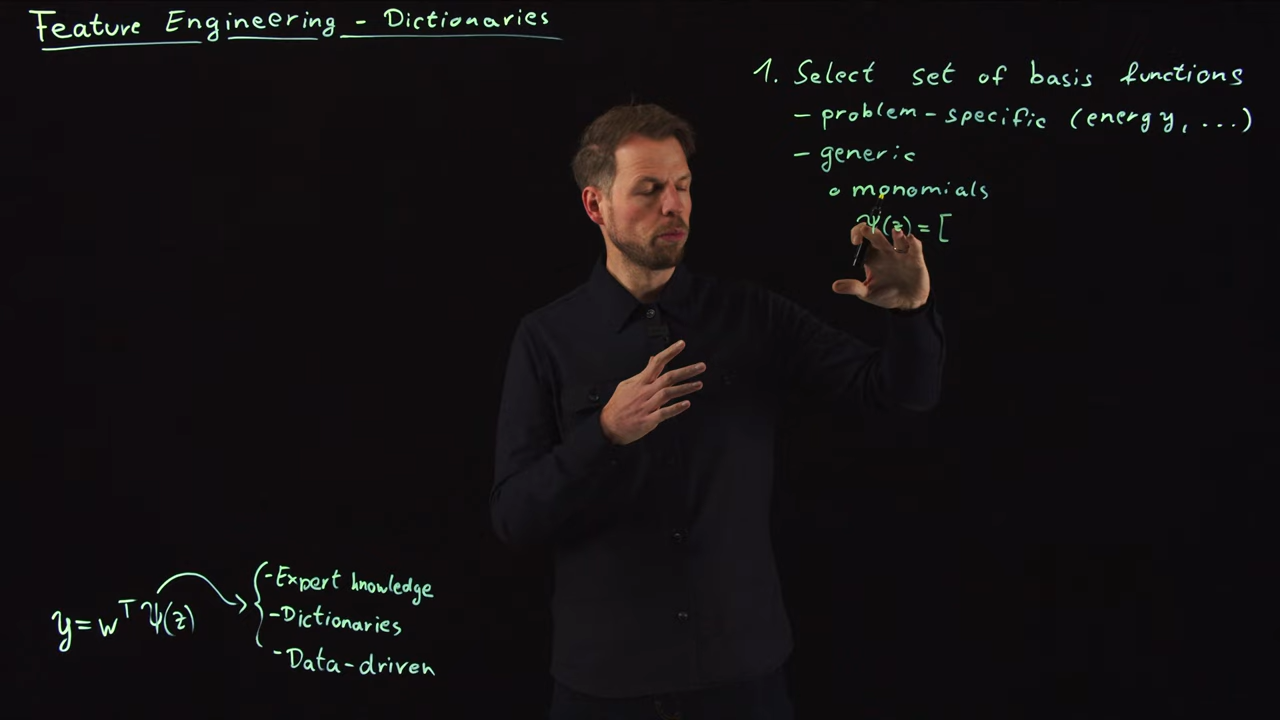 Feature Engineering - Dictionaries
1. Select set of basis functions
- problem-specific (energy, ...)
- generic
o monomials
Ψ(z) = [
y = wᵀ Ψ(z)
- Expert knowledge
- Dictionaries
- Data-driven